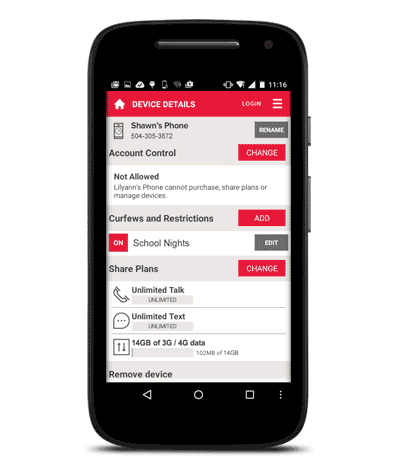 11:16
DEVICE DETAILS
LOGIN
Shawn's Phone
504-305-3872
RENAME
Account Control
CHANGE
Not Allowed
Lilyann's Phone cannot purchase, share plans or
manage devices.
Curfews and Restrictions
ADD
ON
School Nights
EDIT
Share Plans
CHANGE
Unlimited Talk
UNLIMITED
Unlimited Text
UNLIMITED
14GB of 3G / 4G data
102MB of 14GB
Remove device